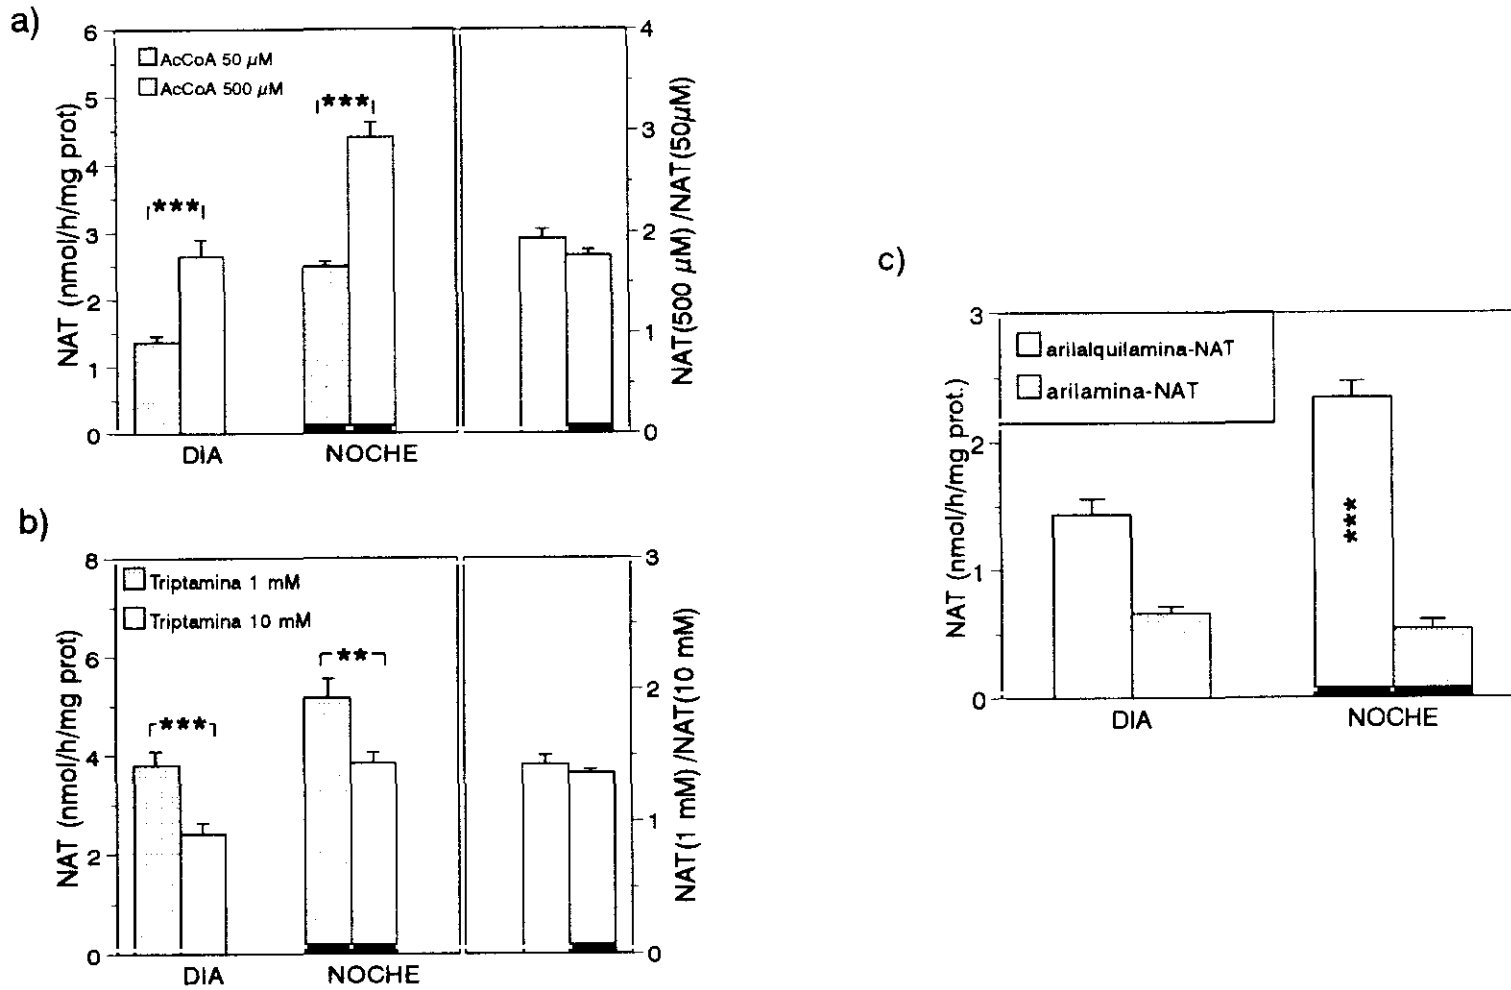 a)
6
5
4
3
2
1
0
NAT (nmol/h/mg prot)
AcCoA 50 µM
AcCoA 500 µM
***
***
DIA
NOCHE
4
3
2
1
0
NAT(500 µM) /NAT(50µM)
b)
8
6
4
2
0
NAT (nmol/h/mg prot)
Triptamina 1 mM
Triptamina 10 mM
***
**
DIA
NOCHE
3
2
1
0
NAT(1 mM) /NAT(10 mM)
c)
3
2
1
0
NAT (nmol/h/mg prot.)
arilalquilamina-NAT
arilamina-NAT
***
DIA
NOCHE